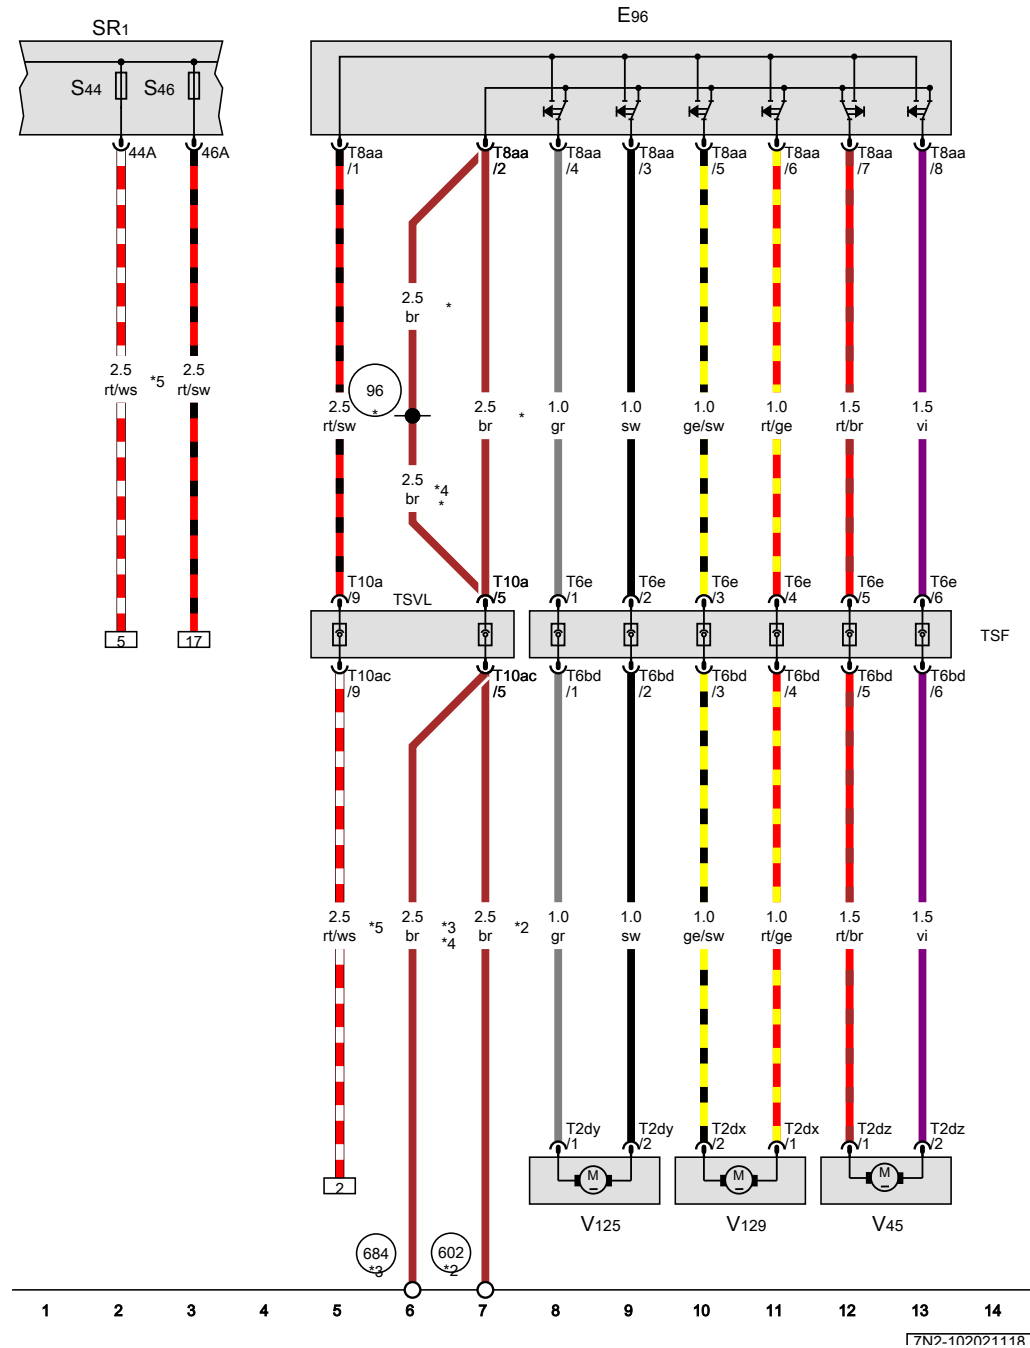 SR1
E96
S44
S46
44A
46A
T8aa
/1
T8aa
/2
T8aa
/4
T8aa
/3
T8aa
/5
T8aa
/6
T8aa
/7
T8aa
/8
2.5
br
*
2.5
rt/ws
*5
2.5
rt/sw
96
*
2.5
rt/sw
2.5
br
*
1.0
gr
1.0
sw
1.0
ge/sw
1.0
rt/ge
1.5
rt/br
1.5
vi
2.5
br
*4
*
T10a
/9
TSVL
T10a
/5
T6e
/1
T6e
/2
T6e
/3
T6e
/4
T6e
/5
T6e
/6
5
17
TSF
T10ac
/9
T10ac
/5
T6bd
/1
T6bd
/2
T6bd
/3
T6bd
/4
T6bd
/5
T6bd
/6
2.5
rt/ws
*5
2.5
br
*3
*4
2.5
br
*2
1.0
gr
1.0
sw
1.0
ge/sw
1.0
rt/ge
1.5
rt/br
1.5
vi
T2dy
/1
T2dy
/2
T2dx
/2
T2dx
/1
T2dz
/1
T2dz
/2
2
M
M
M
V125
V129
V45
684
*3
602
*2
1 2 3 4 5 6 7 8 9 10 11 12 13 14
7N2-102021118